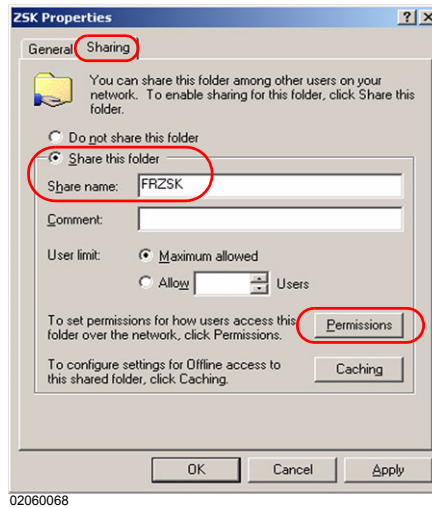 ZSK Properties
General Sharing
You can share this folder among other users on your
network. To enable sharing for this folder, click Share this
folder.
Do not share this folder
Share this folder
Share name: FRZSK
Comment:
User limit: Maximum allowed
Allow Users
To set permissions for how users access this
folder over the network, click Permissions.
Permissions
To configure settings for Offline access to
this shared folder, click Caching.
Caching
OK Cancel Apply
02060068